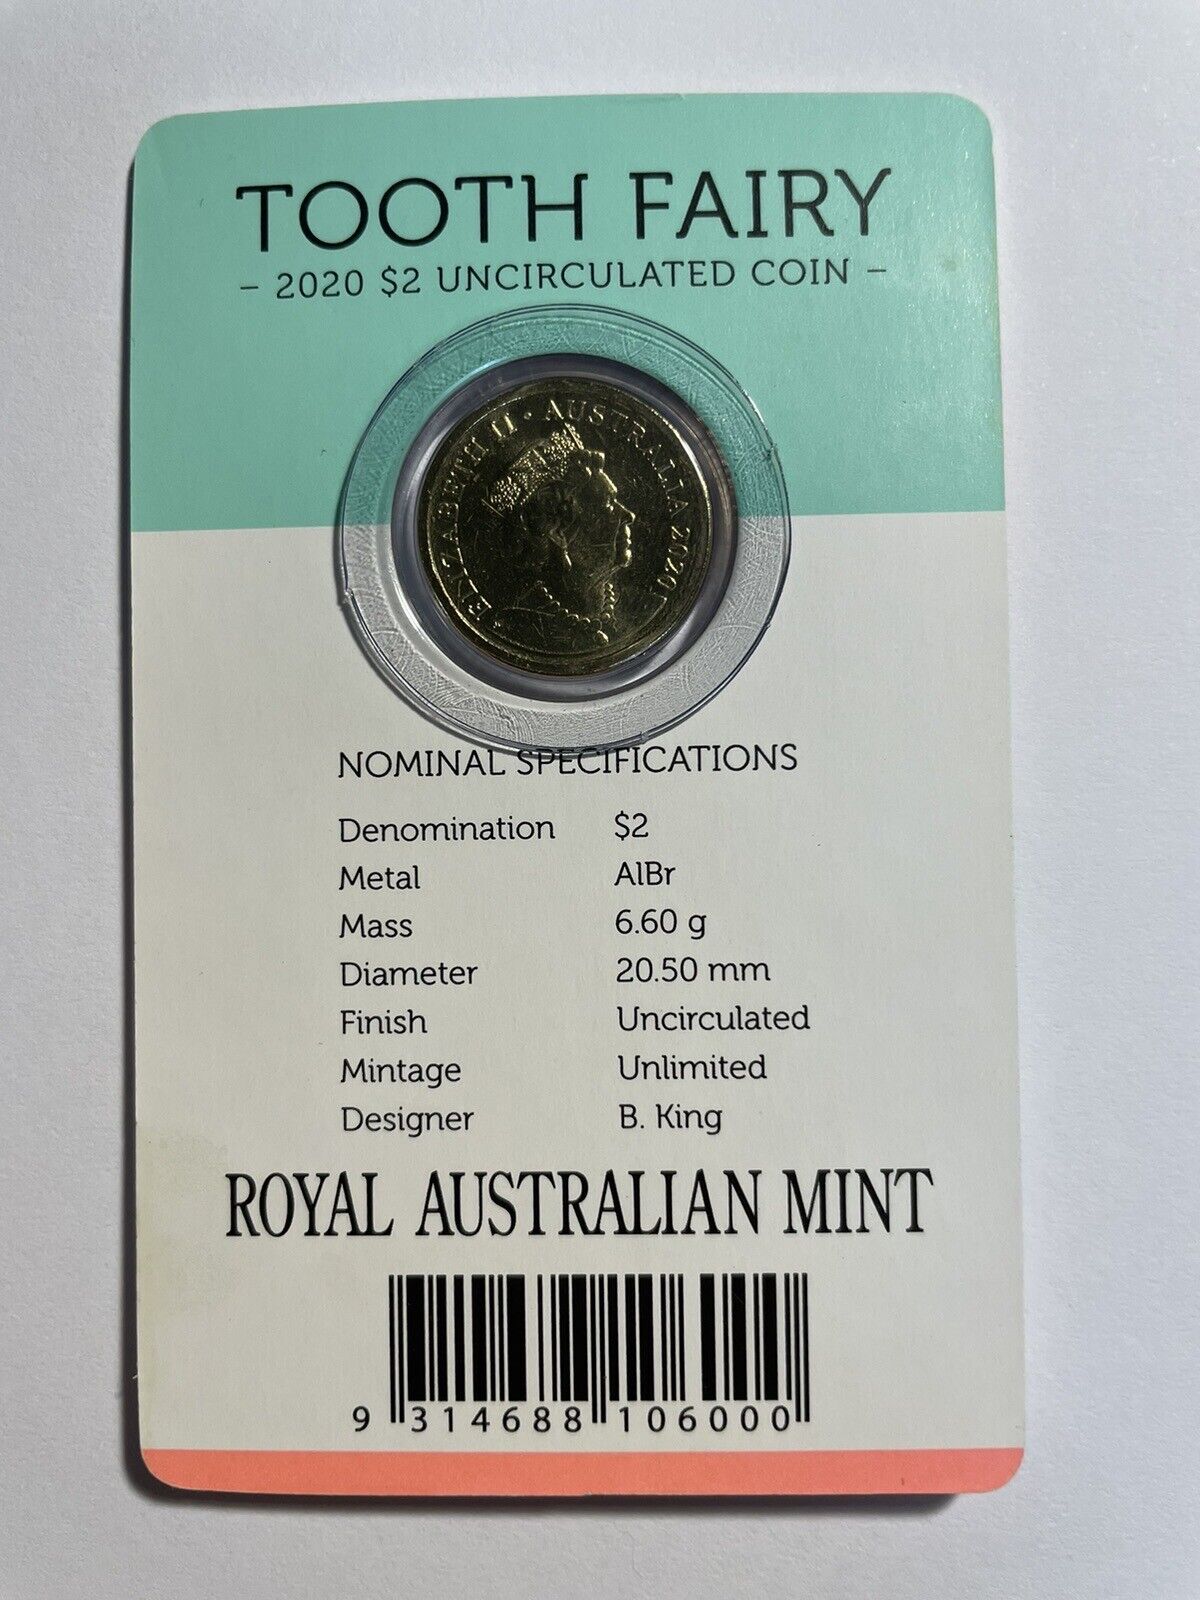 TOOTH FAIRY
– 2020 $2 UNCIRCULATED COIN –
ELIZABETH II · AUSTRALIA 2020
NOMINAL SPECIFICATIONS
Denomination $2
Metal AlBr
Mass 6.60 g
Diameter 20.50 mm
Finish Uncirculated
Mintage Unlimited
Designer B. King
ROYAL AUSTRALIAN MINT
9 314688 106000